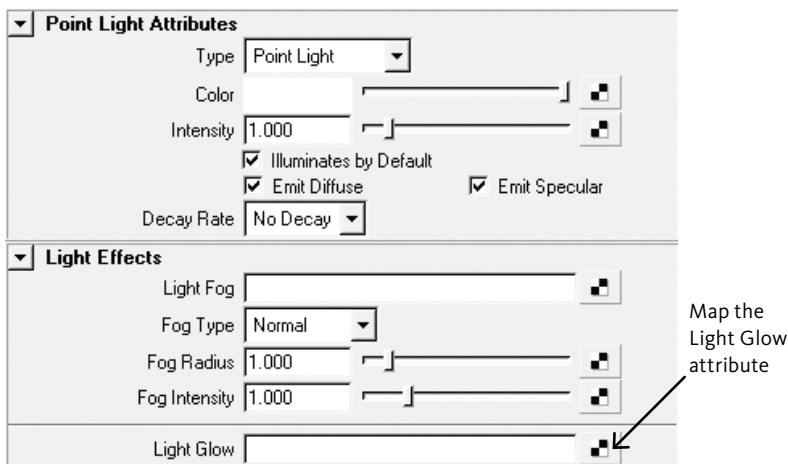 Point Light Attributes
Type Point Light
Color
Intensity 1.000
Illuminates by Default
Emit Diffuse Emit Specular
Decay Rate No Decay
Light Effects
Light Fog
Fog Type Normal
Fog Radius 1.000
Fog Intensity 1.000
Light Glow
Map the
Light Glow
attribute